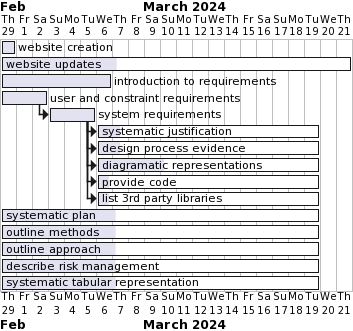 Feb March 2024
Th Fr Sa Su Mo Tu We Th Fr Sa Su Mo Tu We Th Fr Sa Su Mo Tu We Th
29 1 2 3 4 5 6 7 8 9 10 11 12 13 14 15 16 17 18 19 20 21
website creation
website updates
introduction to requirements
user and constraint requirements
system requirements
systematic justification
design process evidence
diagramatic representations
provide code
list 3rd party libraries
systematic plan
outline methods
outline approach
describe risk management
systematic tabular representation
Th Fr Sa Su Mo Tu We Th Fr Sa Su Mo Tu We Th Fr Sa Su Mo Tu We Th
29 1 2 3 4 5 6 7 8 9 10 11 12 13 14 15 16 17 18 19 20 21
Feb March 2024